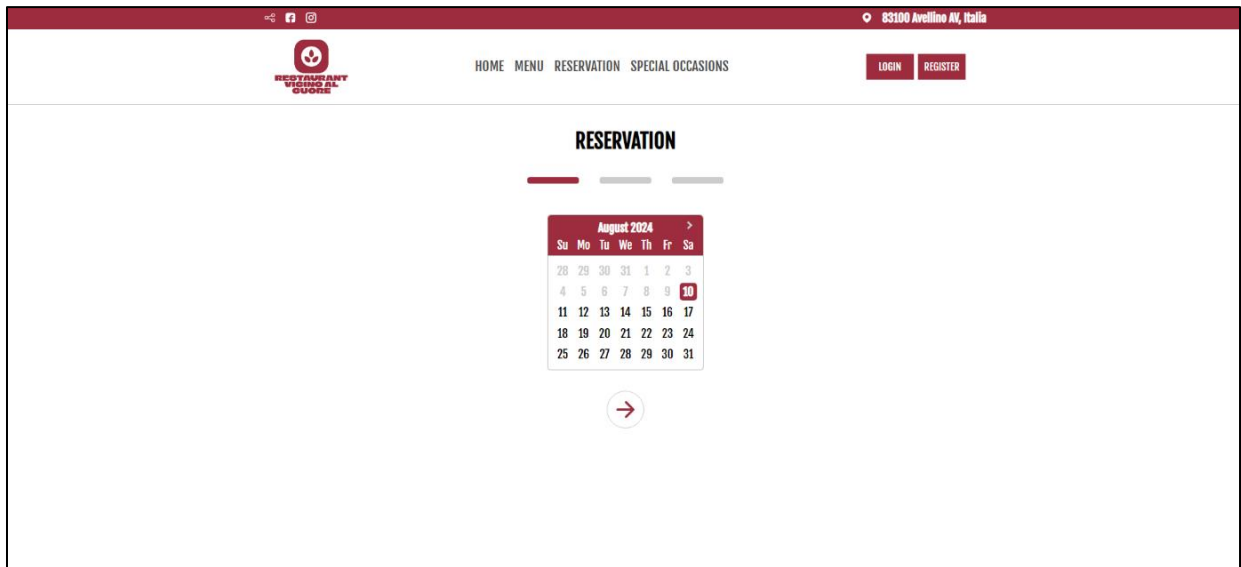 83100 Avellino AV, Italia
RESTAURANT
VICINO AL
CUORE
HOME MENU RESERVATION SPECIAL OCCASIONS
LOGIN REGISTER
RESERVATION
August 2024 >
Su Mo Tu We Th Fr Sa
28 29 30 31 1 2 3
4 5 6 7 8 9 10
11 12 13 14 15 16 17
18 19 20 21 22 23 24
25 26 27 28 29 30 31